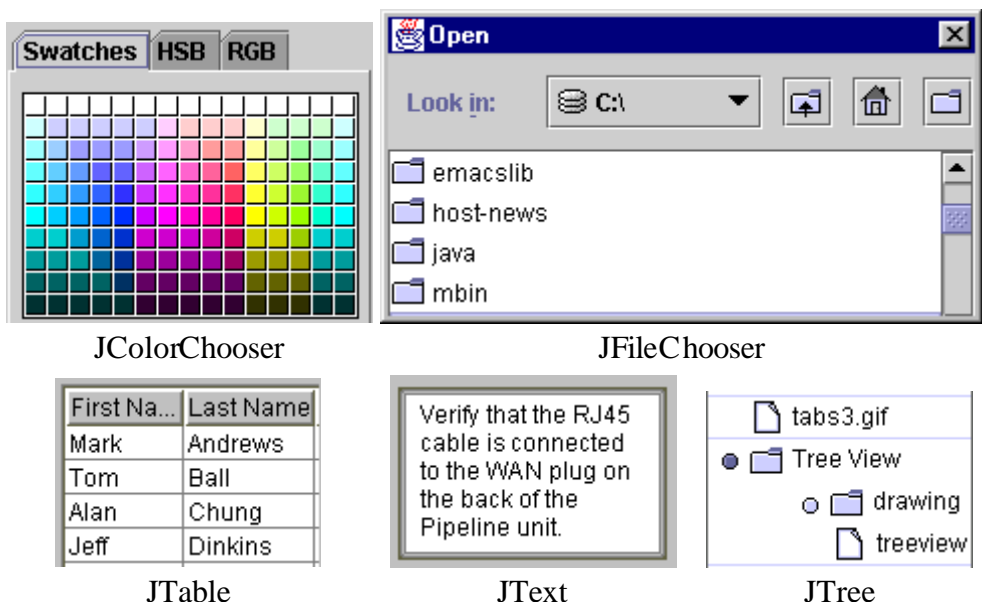 Swatches HSB RGB
Open
Look in: C:\
emacslib
host-news
java
mbin
JColorChooser JFileChooser
First Na... Last Name
Mark Andrews
Tom Ball
Alan Chung
Jeff Dinkins
Verify that the RJ45
cable is connected
to the WAN plug on
the back of the
Pipeline unit.
tabs3.gif
Tree View
drawing
treeview
JTable JText JTree